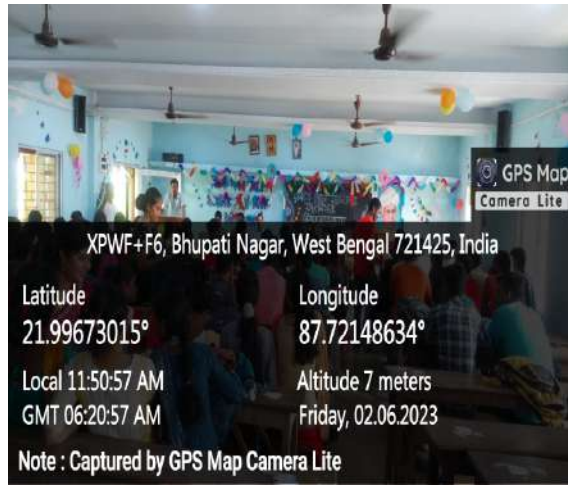 GPS Map
Camera Lite
XPWF+F6, Bhupati Nagar, West Bengal 721425, India
Latitude
21.99673015°
Longitude
87.72148634°
Local 11:50:57 AM
GMT 06:20:57 AM
Altitude 7 meters
Friday, 02.06.2023
Note : Captured by GPS Map Camera Lite